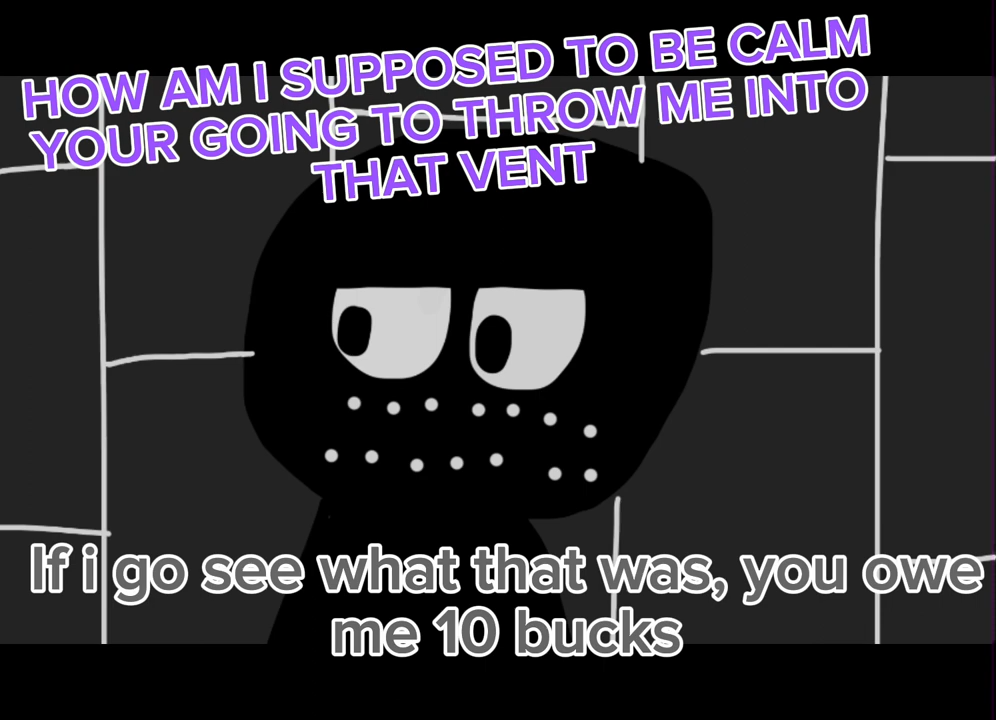 HOW AM I SUPPOSED TO BE CALM
YOUR GOING TO THROW ME INTO
THAT VENT
If i go see what that was, you owe
me 10 bucks